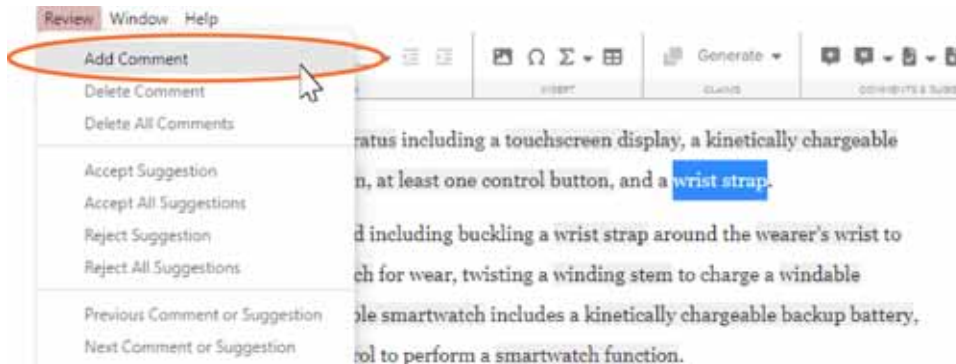 Review Window Help
Add Comment
Delete Comment
Delete All Comments
Accept Suggestion
Accept All Suggestions
Reject Suggestion
Reject All Suggestions
Previous Comment or Suggestion
Next Comment or Suggestion
Ω Σ Generate
INSERT CLAIMS COMMENTS &
ratus including a touchscreen display, a kinetically chargeable
n, at least one control button, and a wrist strap.
d including buckling a wrist strap around the wearer's wrist to
ch for wear, twisting a winding stem to charge a windable
ble smartwatch includes a kinetically chargeable backup battery,
rol to perform a smartwatch function.